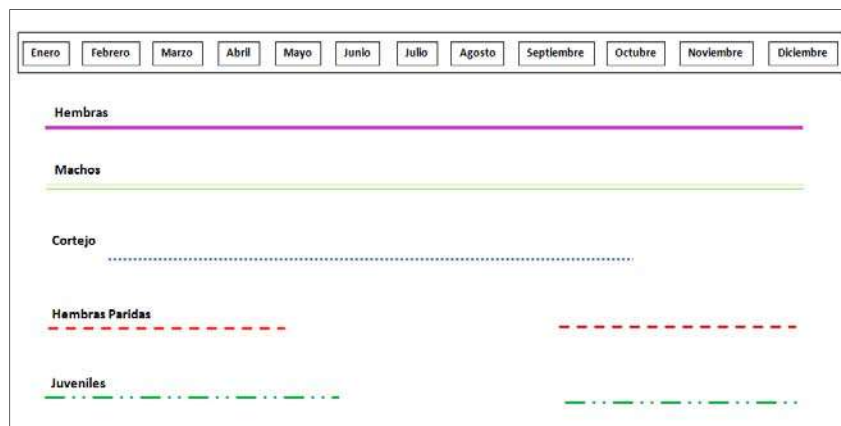 Enero Febrero Marzo Abril Mayo Junio Julio Agosto Septiembre Octubre Noviembre Diciembre
Hembras
Machos
Cortejo
Hembras Paridas
Juveniles